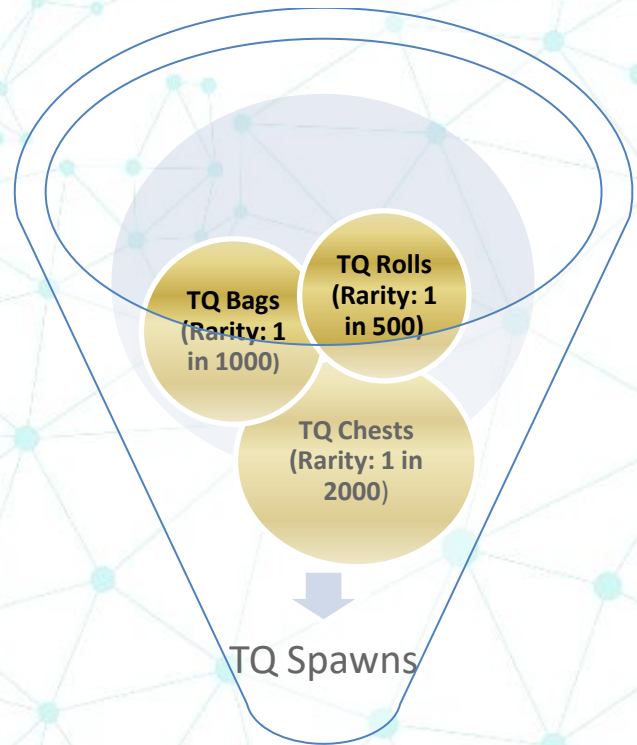 TQ Rolls
(Rarity: 1
in 500)
TQ Bags
(Rarity: 1
in 1000)
TQ Chests
(Rarity: 1 in
2000)
TQ Spawns